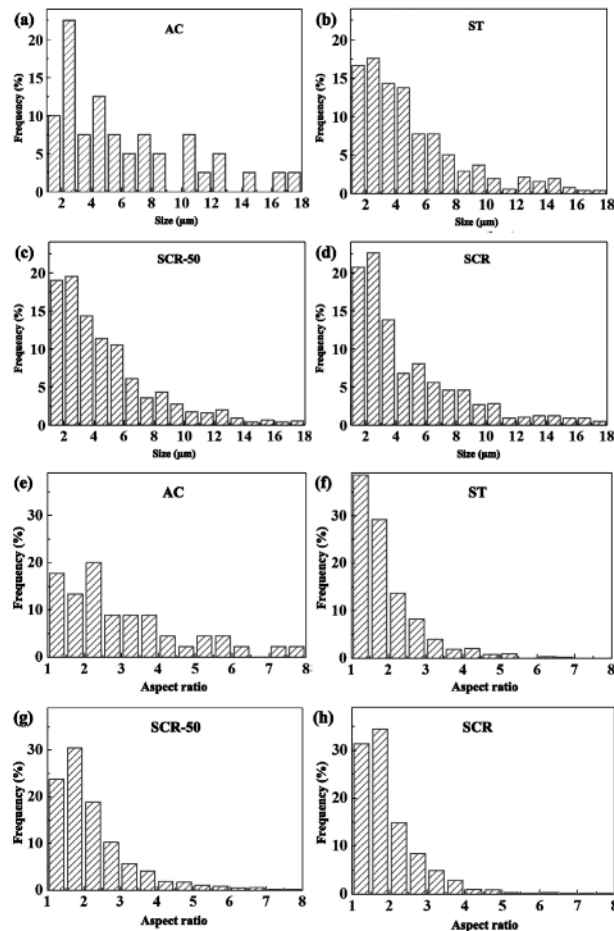 (a)
AC
Frequency (%)
20
15
10
5
0
2 4 6 8 10 12 14 16 18
Size (µm)
(b)
ST
Frequency (%)
20
15
10
5
0
2 4 6 8 10 12 14 16 18
Size (µm)
(c)
SCR-50
Frequency (%)
20
15
10
5
0
2 4 6 8 10 12 14 16 18
Size (µm)
(d)
SCR
Frequency (%)
20
15
10
5
0
2 4 6 8 10 12 14 16 18
Size (µm)
(e)
AC
Frequency (%)
30
20
10
0
1 2 3 4 5 6 7 8
Aspect ratio
(f)
ST
Frequency (%)
30
20
10
0
1 2 3 4 5 6 7 8
Aspect ratio
(g)
SCR-50
Frequency (%)
30
20
10
0
1 2 3 4 5 6 7 8
Aspect ratio
(h)
SCR
Frequency (%)
30
20
10
0
1 2 3 4 5 6 7 8
Aspect ratio